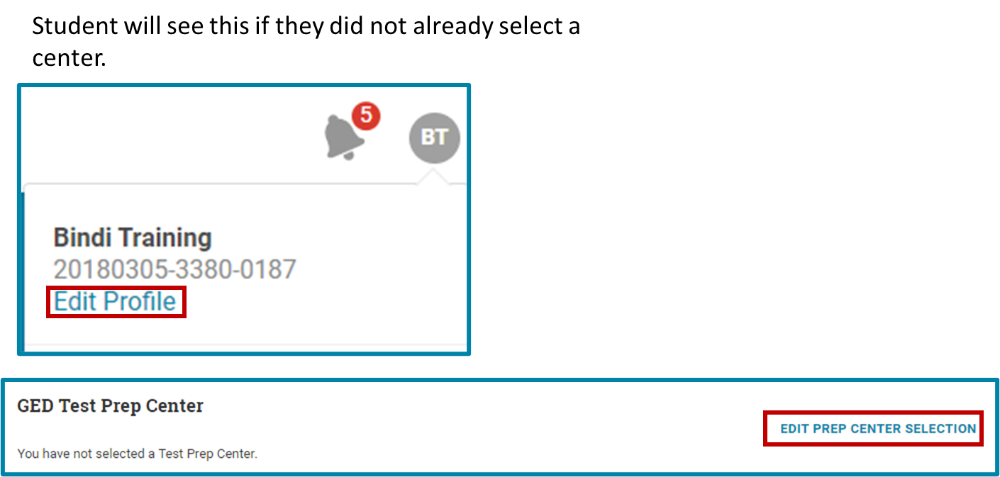 Student will see this if they did not already select a
center.
5
BT
Bindi Training
20180305-3380-0187
Edit Profile
GED Test Prep Center
EDIT PREP CENTER SELECTION
You have not selected a Test Prep Center.